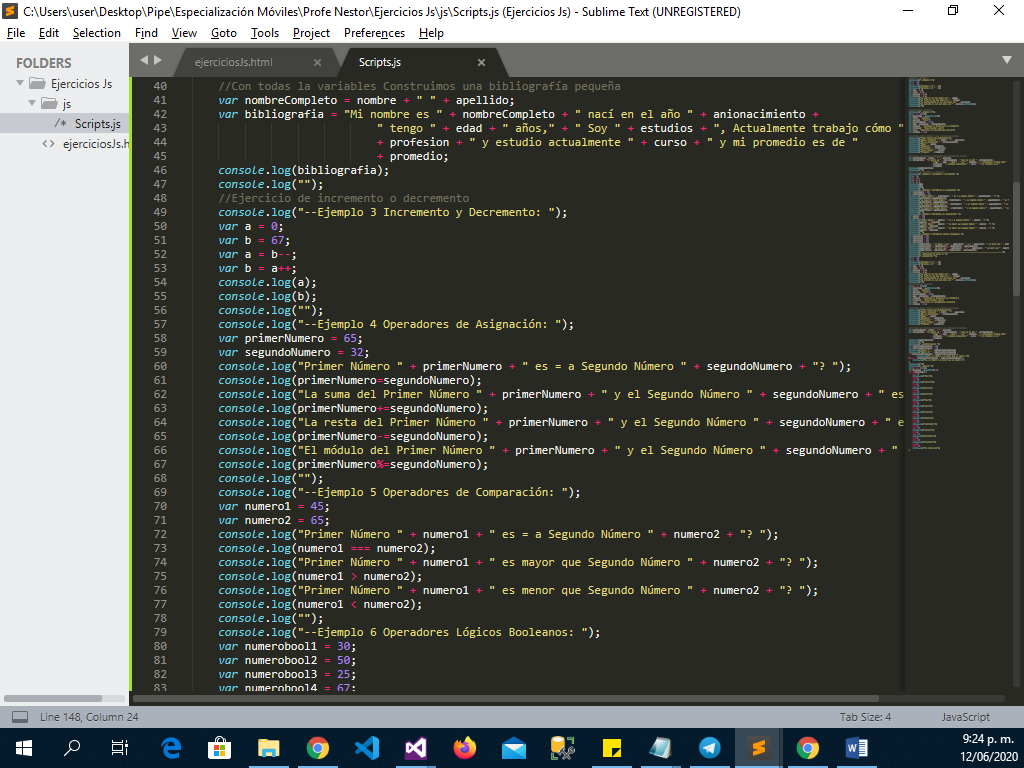 C:\Users\user\Desktop\Pipe\Especialización Móviles\Profe Nestor\Ejercicios Js\js\Scripts.js (Ejercicios Js) - Sublime Text (UNREGISTERED)
File Edit Selection Find View Goto Tools Project Preferences Help
FOLDERS
Ejercicios Js
js
/* Scripts.js
<> ejerciciosJs.h
ejerciciosJs.html Scripts.js
40 //Con todas la variables Construimos una bibliografía pequeña
41 var nombreCompleto = nombre + " " + apellido;
42 var bibliografia = "Mi nombre es " + nombreCompleto + " nací en el año " + anionacimiento +
43 " tengo " + edad + " años," + " Soy " + estudios + ", Actualmente trabajo cómo "
44 + profesion + " y estudio actualmente " + curso + " y mi promedio es de "
45 + promedio;
46 console.log(bibliografia);
47 console.log("");
48 //Ejercicio de incremento o decremento
49 console.log("--Ejemplo 3 Incremento y Decremento: ");
50 var a = 0;
51 var b = 67;
52 var a = b--;
53 var b = a++;
54 console.log(a);
55 console.log(b);
56 console.log("");
57 console.log("--Ejemplo 4 Operadores de Asignación: ");
58 var primerNumero = 65;
59 var segundoNumero = 32;
60 console.log("Primer Número " + primerNumero + " es = a Segundo Número " + segundoNumero + "? ");
61 console.log(primerNumero=segundoNumero);
62 console.log("La suma del Primer Número " + primerNumero + " y el Segundo Número " + segundoNumero + " es
63 console.log(primerNumero+=segundoNumero);
64 console.log("La resta del Primer Número " + primerNumero + " y el Segundo Número " + segundoNumero + " e
65 console.log(primerNumero-=segundoNumero);
66 console.log("El módulo del Primer Número " + primerNumero + " y el Segundo Número " + segundoNumero + "
67 console.log(primerNumero%=segundoNumero);
68 console.log("");
69 console.log("--Ejemplo 5 Operadores de Comparación: ");
70 var numero1 = 45;
71 var numero2 = 65;
72 console.log("Primer Número " + numero1 + " es = a Segundo Número " + numero2 + "? ");
73 console.log(numero1 === numero2);
74 console.log("Primer Número " + numero1 + " es mayor que Segundo Número " + numero2 + "? ");
75 console.log(numero1 > numero2);
76 console.log("Primer Número " + numero1 + " es menor que Segundo Número " + numero2 + "? ");
77 console.log(numero1 < numero2);
78 console.log("");
79 console.log("--Ejemplo 6 Operadores Lógicos Booleanos: ");
80 var numerobool1 = 30;
81 var numerobool2 = 50;
82 var numerobool3 = 25;
83 var numerobool4 = 67;
Line 148, Column 24 Tab Size: 4 JavaScript
9:24 p. m.
12/06/2020